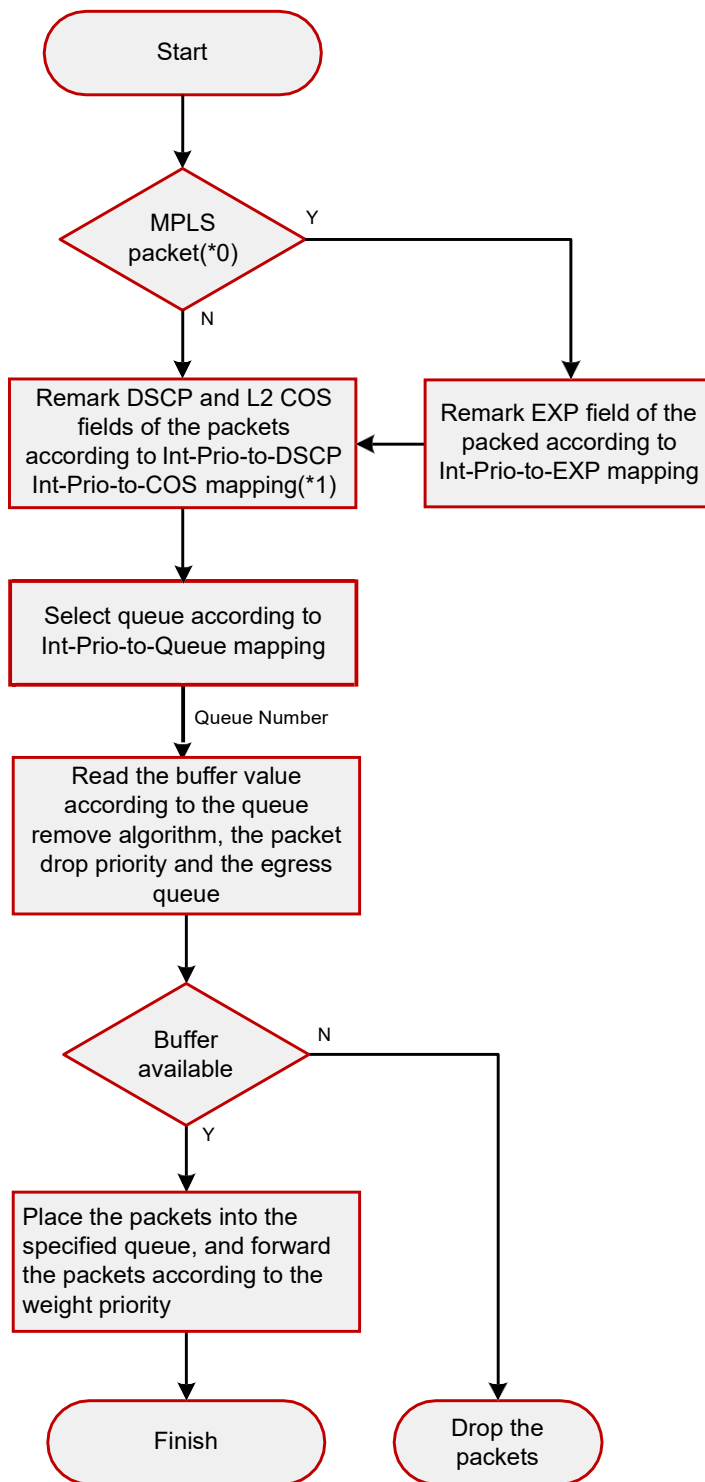 Start
MPLS
packet(*0)
Y
N
Remark DSCP and L2 COS
fields of the packets
according to Int-Prio-to-DSCP
Int-Prio-to-COS mapping(*1)
Remark EXP field of the
packed according to
Int-Prio-to-EXP mapping
Select queue according to
Int-Prio-to-Queue mapping
Queue Number
Read the buffer value
according to the queue
remove algorithm, the packet
drop priority and the egress
queue
Buffer
available
N
Y
Place the packets into the
specified queue, and forward
the packets according to the
weight priority
Finish
Drop the
packets